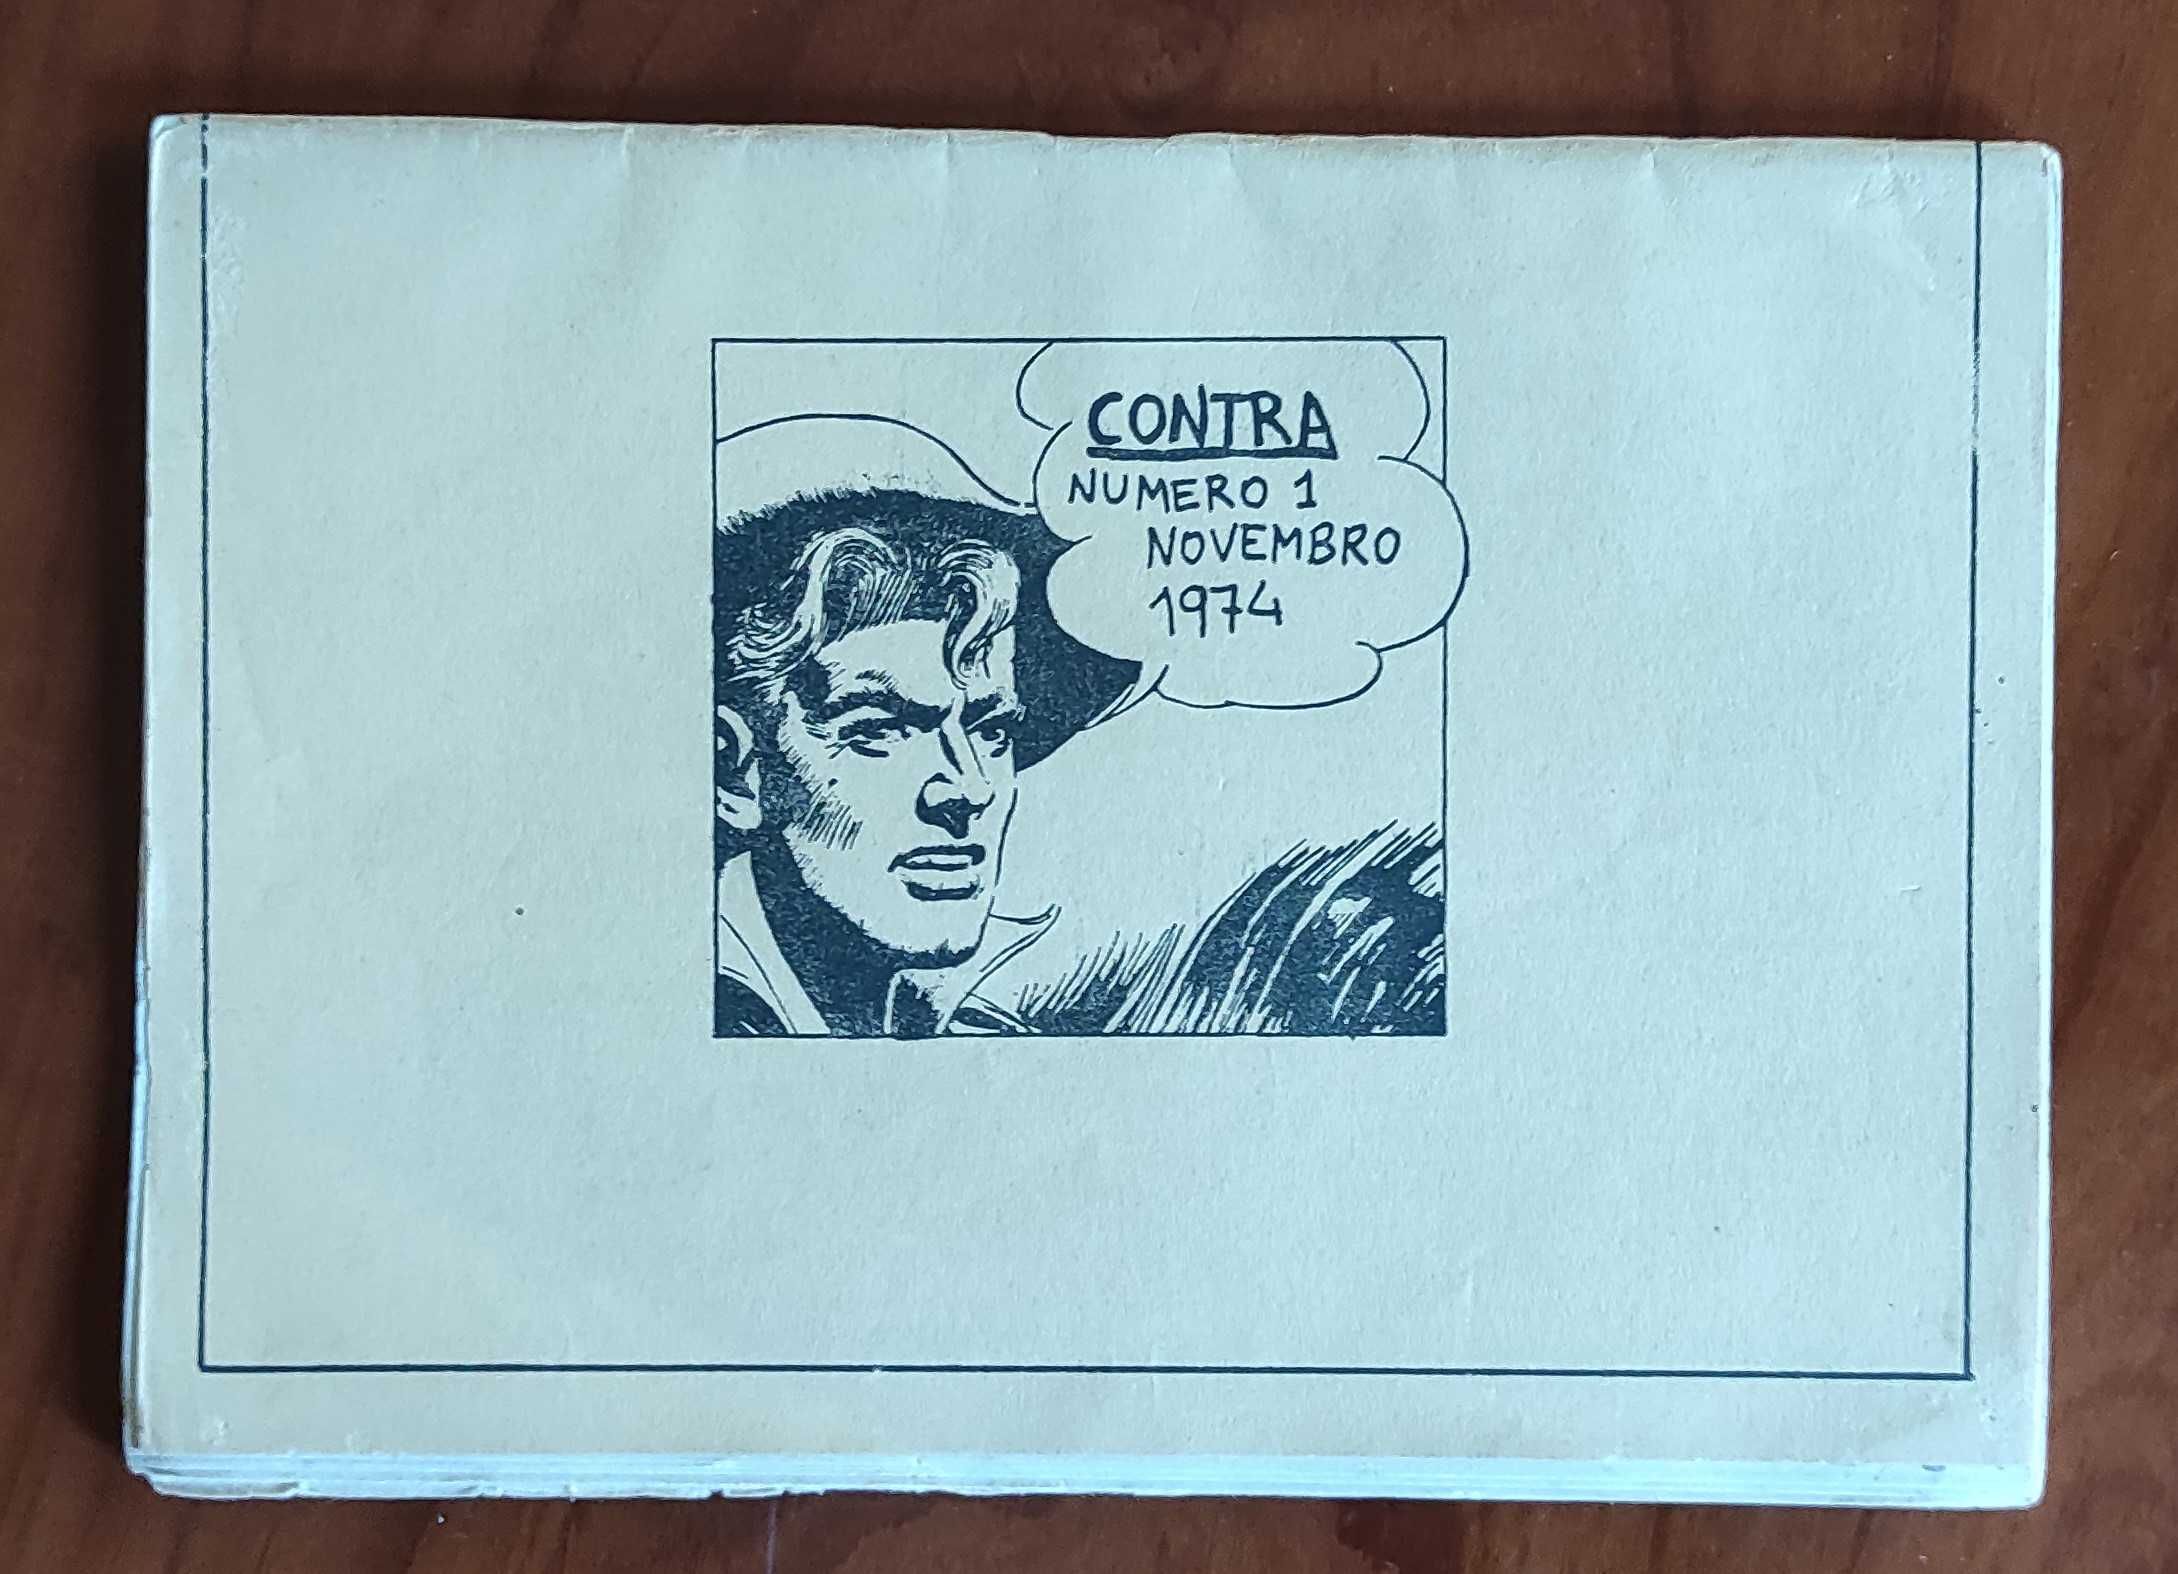 CONTRA
NUMERO 1
NOVEMBRO
1974